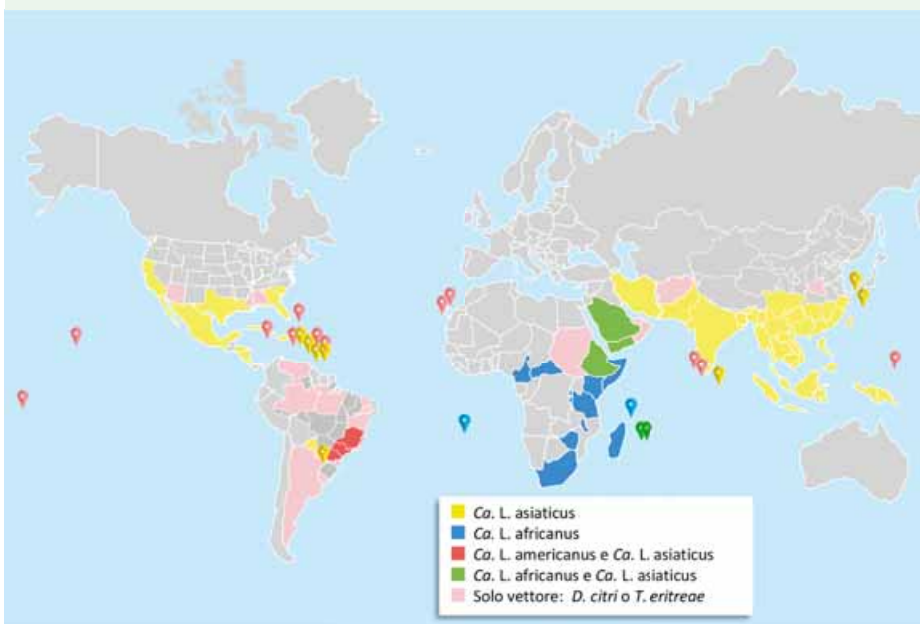 Ca. L. asiaticus
Ca. L. africanus
Ca. L. americanus e Ca. L. asiaticus
Ca. L. africanus e Ca. L. asiaticus
Solo vettore: D. citri o T. eritreae